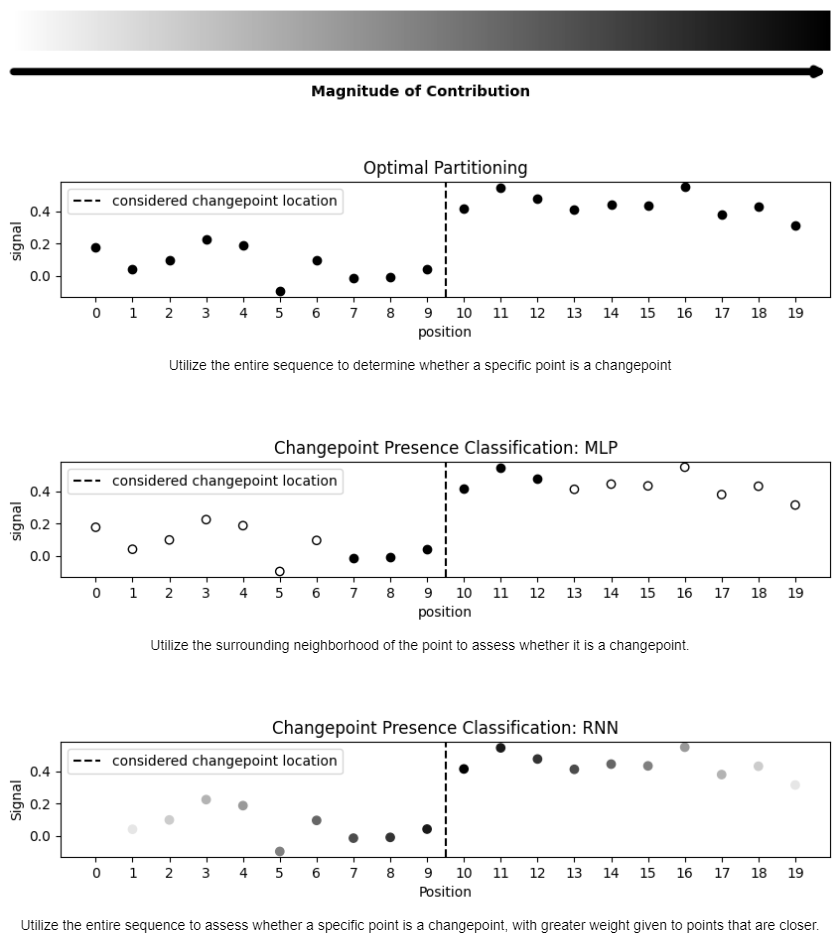 Magnitude of Contribution
Optimal Partitioning
considered changepoint location
signal
0.4
0.2
0.0
0 1 2 3 4 5 6 7 8 9 10 11 12 13 14 15 16 17 18 19
position
Utilize the entire sequence to determine whether a specific point is a changepoint
Changepoint Presence Classification: MLP
considered changepoint location
signal
0.4
0.2
0.0
0 1 2 3 4 5 6 7 8 9 10 11 12 13 14 15 16 17 18 19
position
Utilize the surrounding neighborhood of the point to assess whether it is a changepoint.
Changepoint Presence Classification: RNN
considered changepoint location
Signal
0.4
0.2
0.0
0 1 2 3 4 5 6 7 8 9 10 11 12 13 14 15 16 17 18 19
Position
Utilize the entire sequence to assess whether a specific point is a changepoint, with greater weight given to points that are closer.